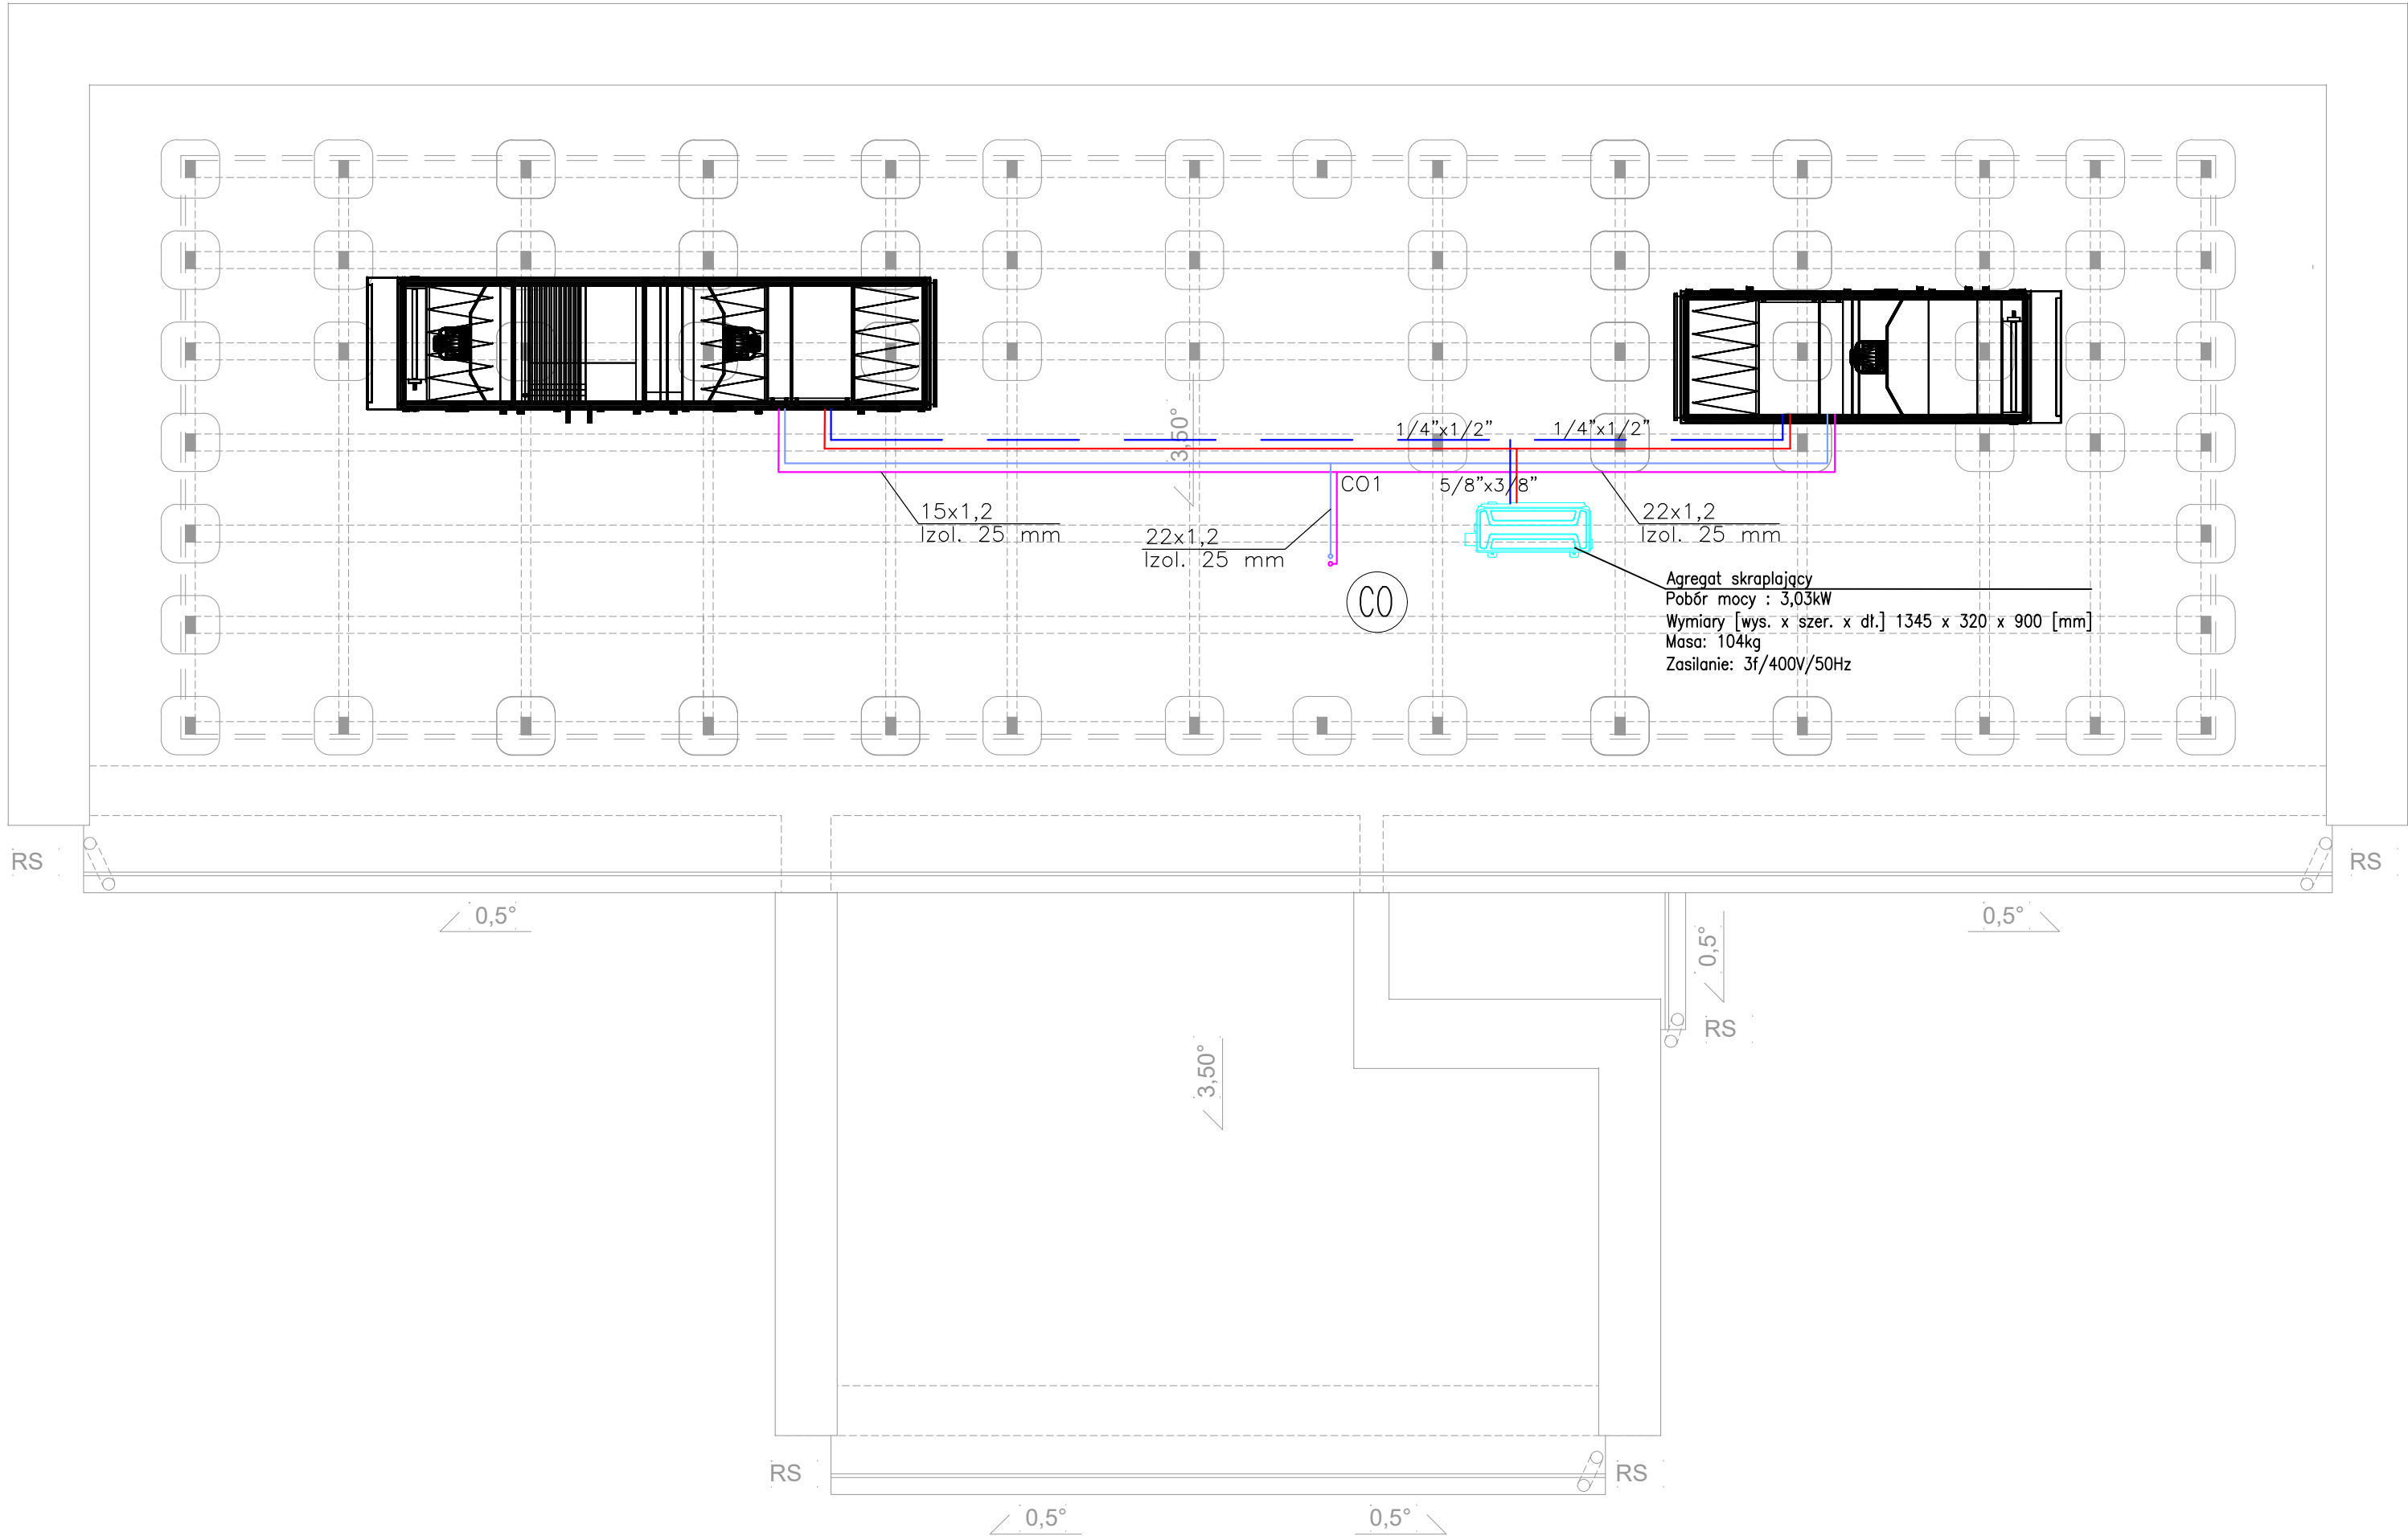 1/4"x1/2"
1/4"x1/2"
3,50°
CO1
5/8"x3/8"
15x1,2
Izol. 25 mm
22x1,2
Izol. 25 mm
22x1,2
Izol. 25 mm
CO
Agregat skraplający
Pobór mocy : 3,03kW
Wymiary [wys. x szer. x dł.] 1345 x 320 x 900 [mm]
Masa: 104kg
Zasilanie: 3f/400V/50Hz
RS
RS
0,5°
0,5°
0,5°
RS
3,50°
RS
RS
0,5°
0,5°